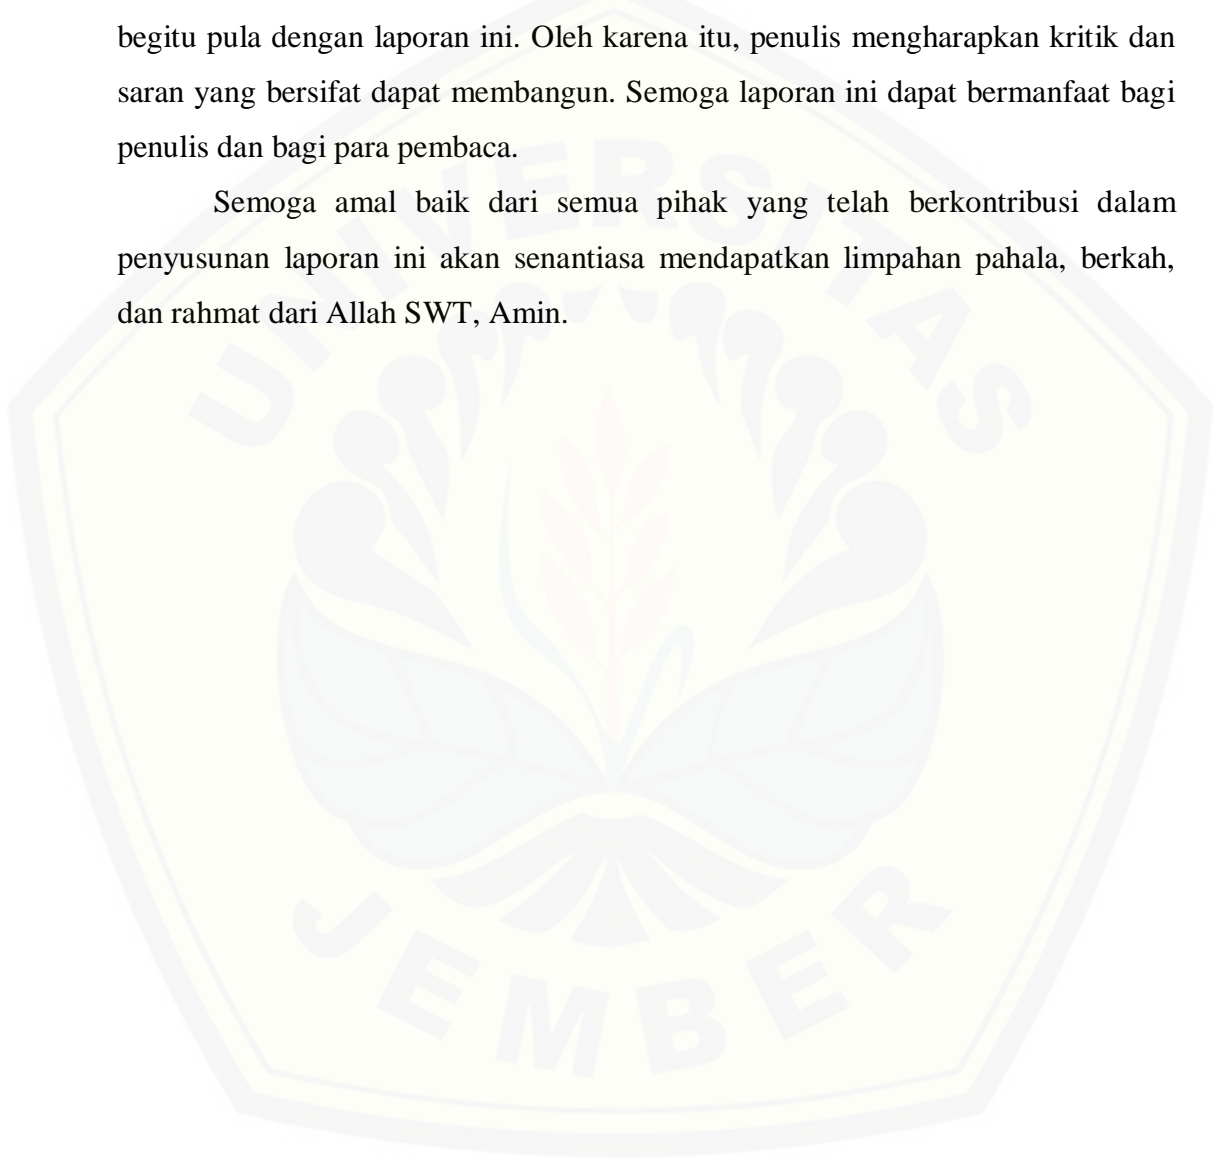 begitu pula dengan laporan ini. Oleh karena itu, penulis mengharapkan kritik dan
saran yang bersifat dapat membangun. Semoga laporan ini dapat bermanfaat bagi
penulis dan bagi para pembaca.
Semoga amal baik dari semua pihak yang telah berkontribusi dalam
penyusunan laporan ini akan senantiasa mendapatkan limpahan pahala, berkah,
dan rahmat dari Allah SWT, Amin.
UNIVERSITAS
JEMBER